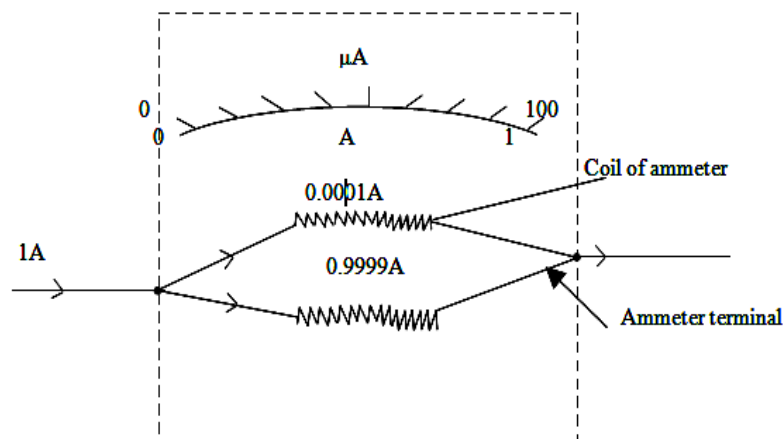 μA
0 100
0 A 1
Coil of ammeter
0.0001A
1A
0.9999A
Ammeter terminal